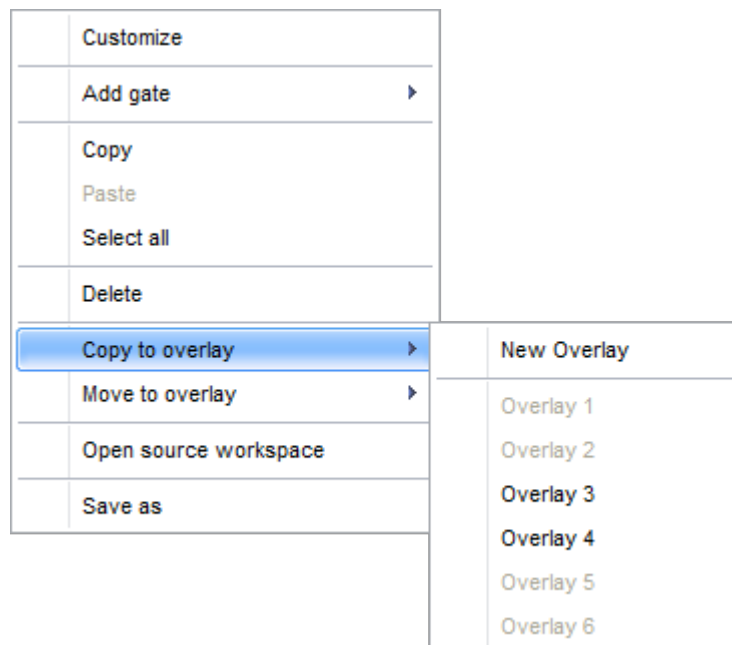 Customize
Add gate
Copy
Paste
Select all
Delete
Copy to overlay
Move to overlay
Open source workspace
Save as
New Overlay
Overlay 1
Overlay 2
Overlay 3
Overlay 4
Overlay 5
Overlay 6